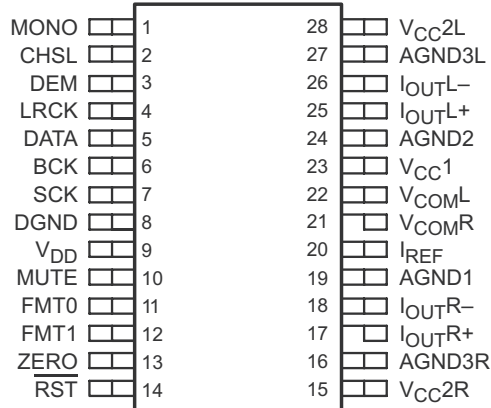 MONO 1 28 VCC2L
CHSL 2 27 AGND3L
DEM 3 26 IOUTL–
LRCK 4 25 IOUTL+
DATA 5 24 AGND2
BCK 6 23 VCC1
SCK 7 22 VCOML
DGND 8 21 VCOMR
VDD 9 20 IREF
MUTE 10 19 AGND1
FMT0 11 18 IOUTR–
FMT1 12 17 IOUTR+
ZERO 13 16 AGND3R
R̅S̅T̅ 14 15 VCC2R